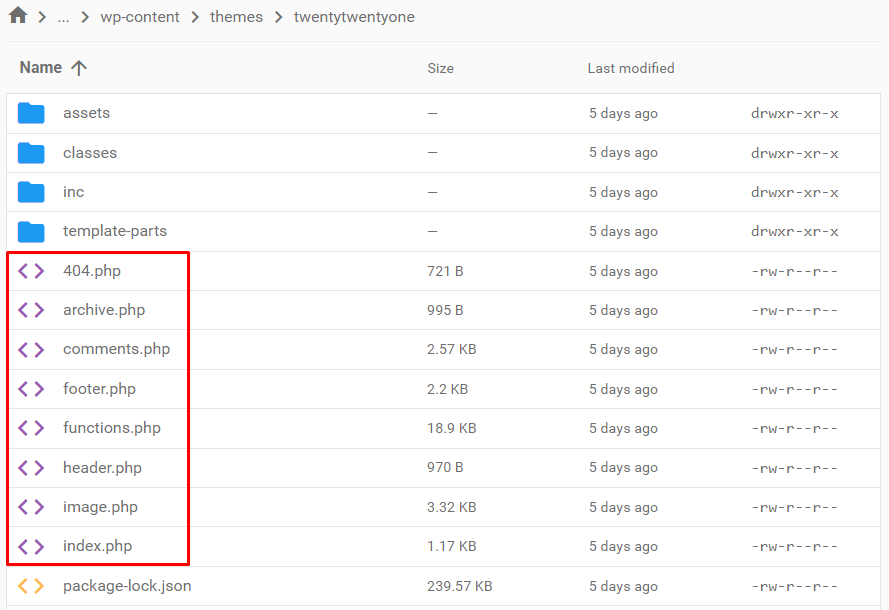 ... wp-content themes twentytwentyone
Name Size Last modified
assets — 5 days ago drwxr-xr-x
classes — 5 days ago drwxr-xr-x
inc — 5 days ago drwxr-xr-x
template-parts — 5 days ago drwxr-xr-x
404.php 721 B 5 days ago -rw-r--r--
archive.php 995 B 5 days ago -rw-r--r--
comments.php 2.57 KB 5 days ago -rw-r--r--
footer.php 2.2 KB 5 days ago -rw-r--r--
functions.php 18.9 KB 5 days ago -rw-r--r--
header.php 970 B 5 days ago -rw-r--r--
image.php 3.32 KB 5 days ago -rw-r--r--
index.php 1.17 KB 5 days ago -rw-r--r--
package-lock.json 239.57 KB 5 days ago -rw-r--r--